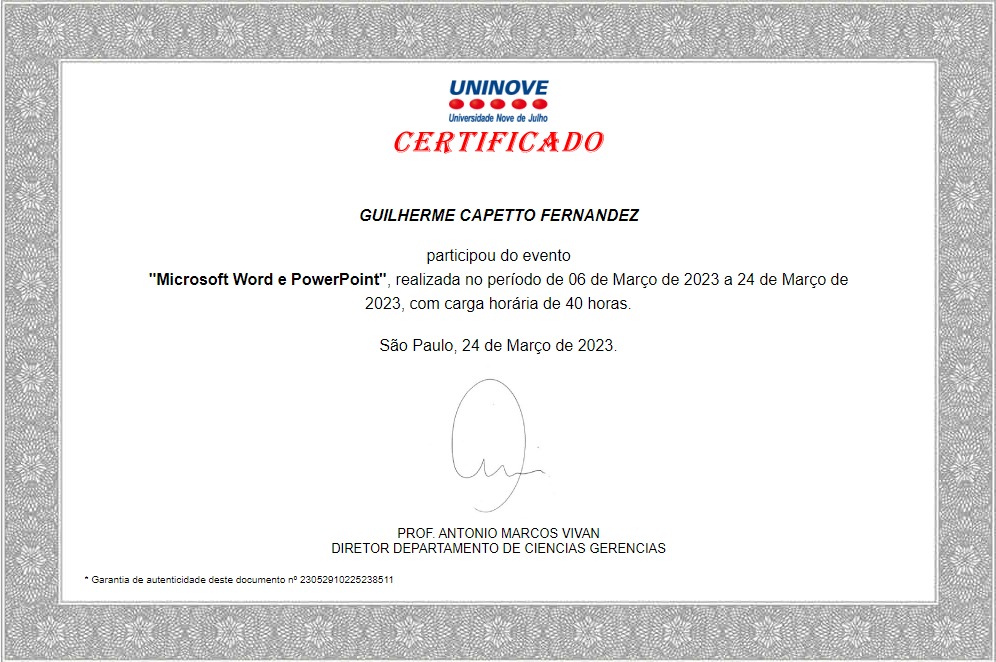 UNINOVE
Universidade Nove de Julho
CERTIFICADO
GUILHERME CAPETTO FERNANDEZ
participou do evento
"Microsoft Word e PowerPoint", realizada no período de 06 de Março de 2023 a 24 de Março de
2023, com carga horária de 40 horas.
São Paulo, 24 de Março de 2023.
PROF. ANTONIO MARCOS VIVAN
DIRETOR DEPARTAMENTO DE CIENCIAS GERENCIAS
* Garantia de autenticidade deste documento nº 23052910225238511